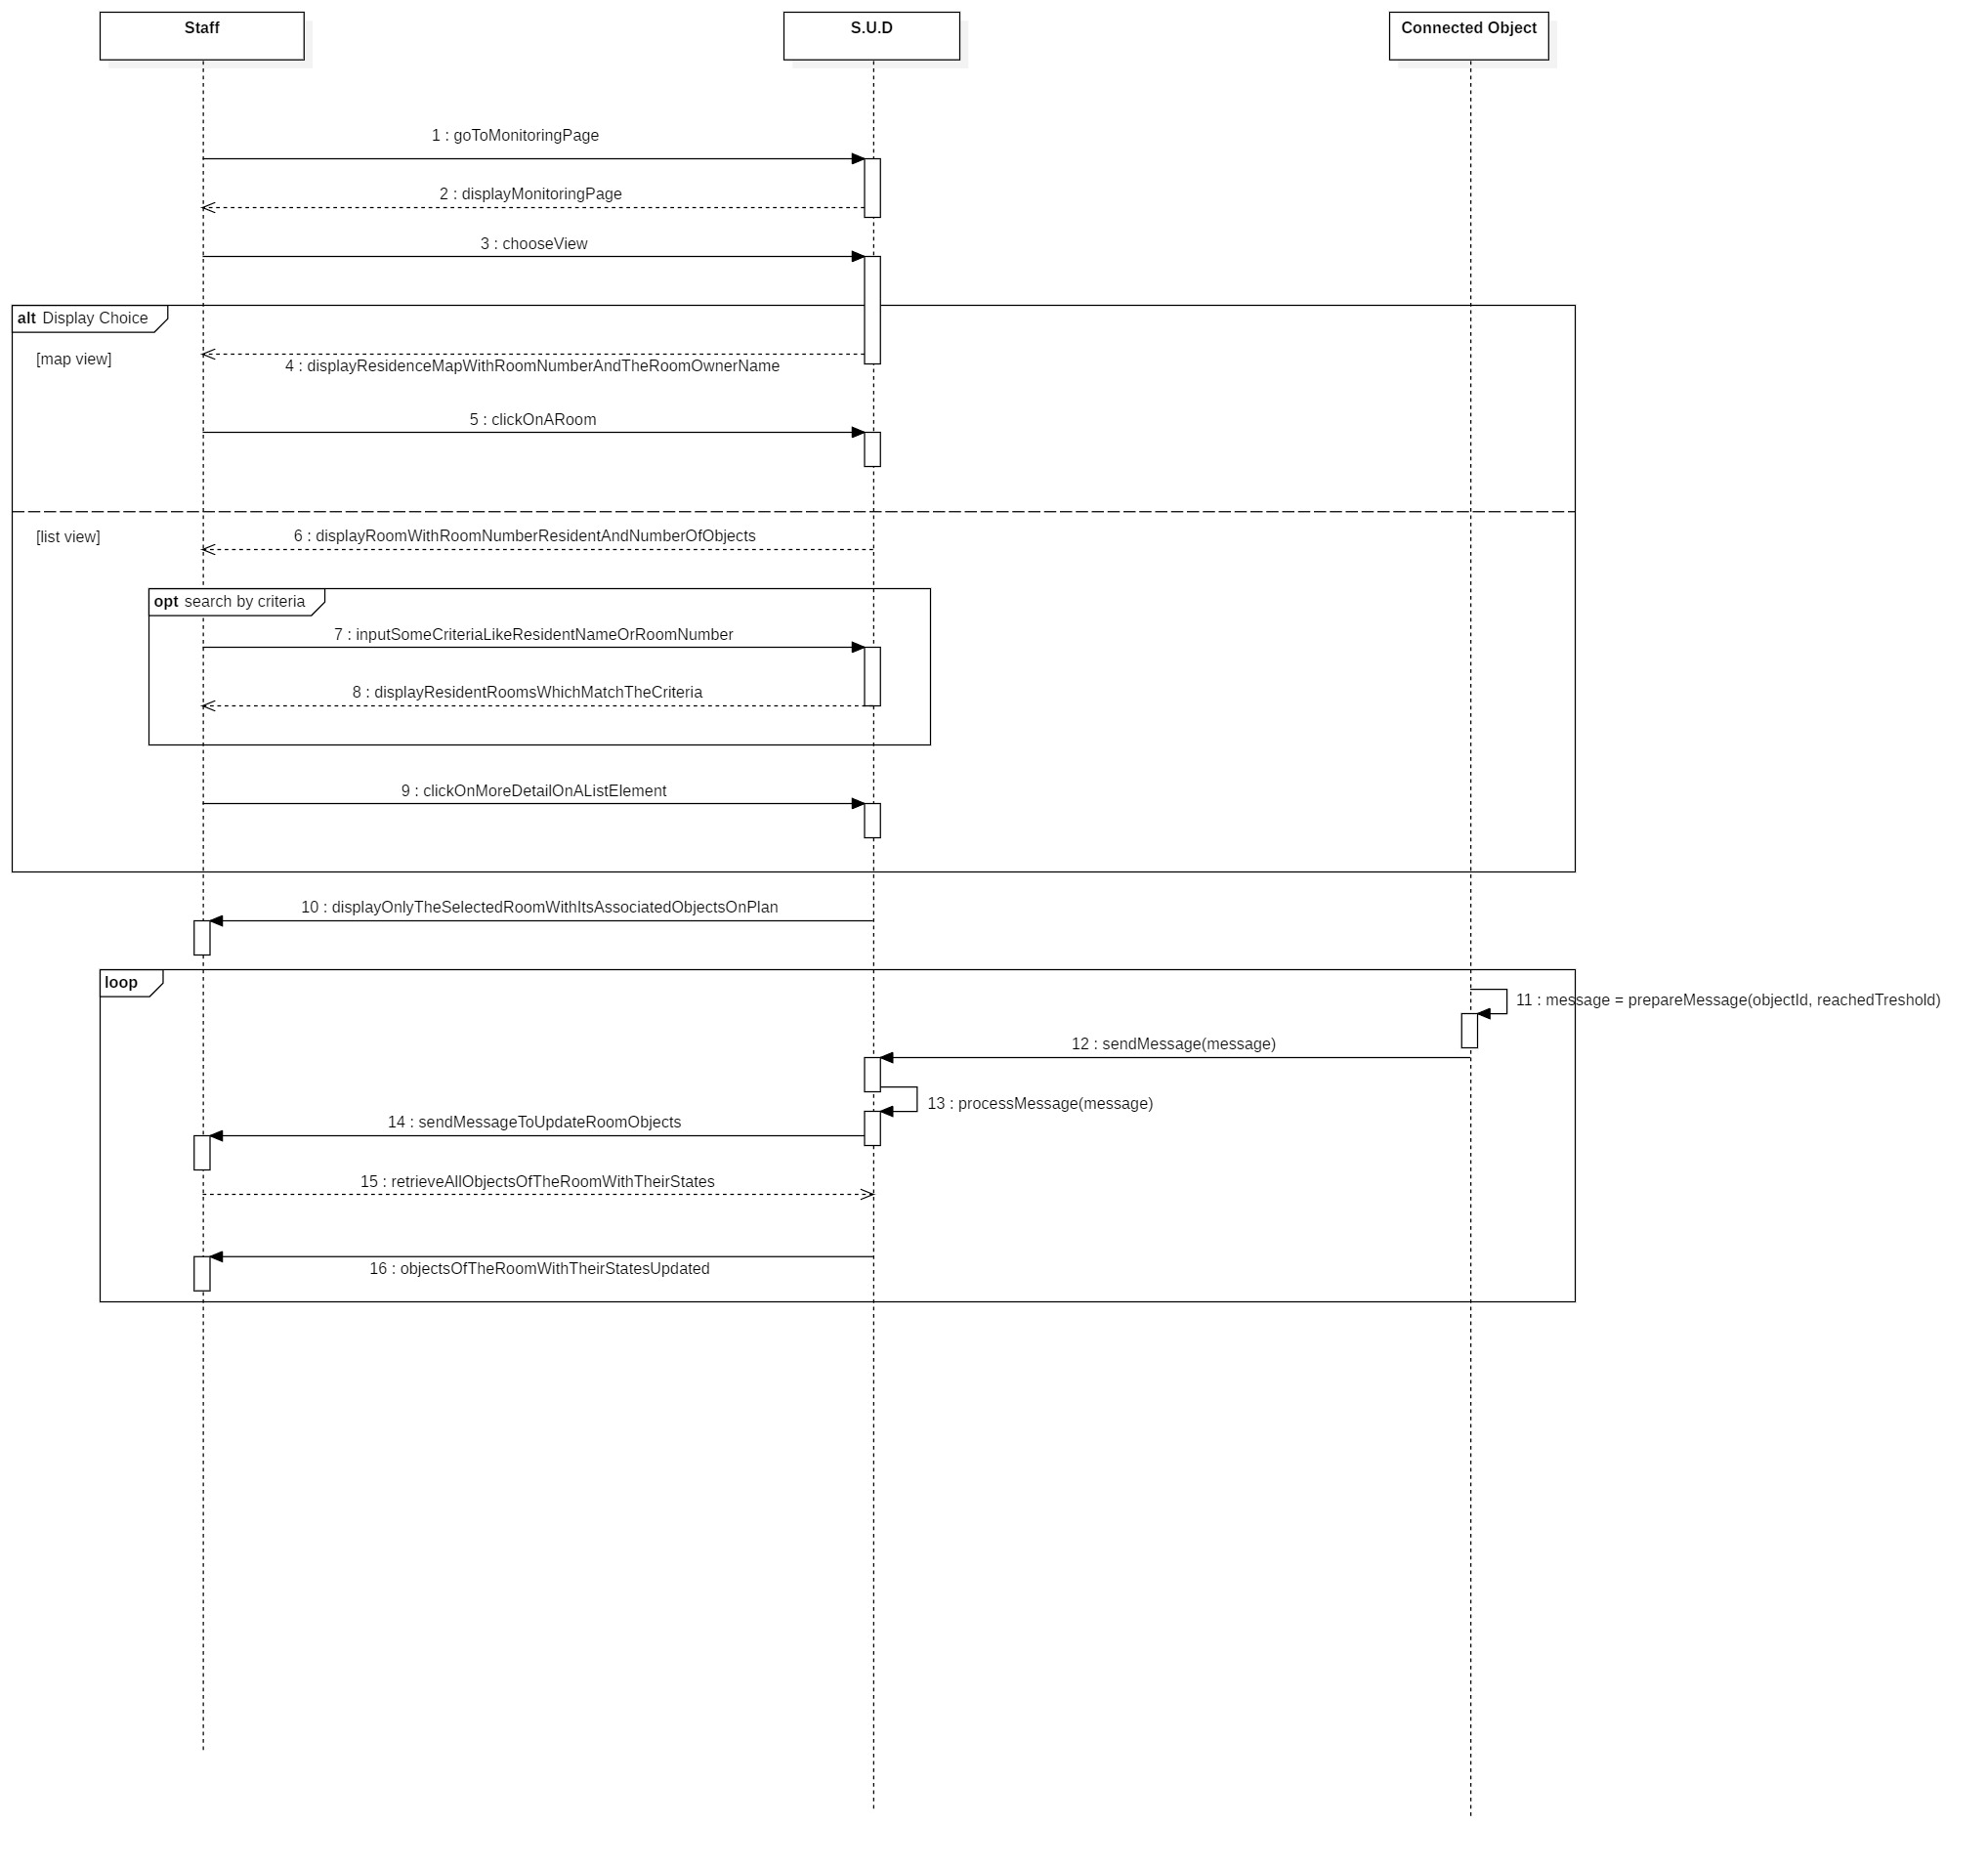 Staff
S.U.D
Connected Object
1 : goToMonitoringPage
2 : displayMonitoringPage
3 : chooseView
alt Display Choice
[map view]
4 : displayResidenceMapWithRoomNumberAndTheRoomOwnerName
5 : clickOnARoom
[list view]
6 : displayRoomWithRoomNumberResidentAndNumberOfObjects
opt search by criteria
7 : inputSomeCriteriaLikeResidentNameOrRoomNumber
8 : displayResidentRoomsWhichMatchTheCriteria
9 : clickOnMoreDetailOnAListElement
10 : displayOnlyTheSelectedRoomWithItsAssociatedObjectsOnPlan
loop
11 : message = prepareMessage(objectId, reachedTreshold)
12 : sendMessage(message)
13 : processMessage(message)
14 : sendMessageToUpdateRoomObjects
15 : retrieveAllObjectsOfTheRoomWithTheirStates
16 : objectsOfTheRoomWithTheirStatesUpdated